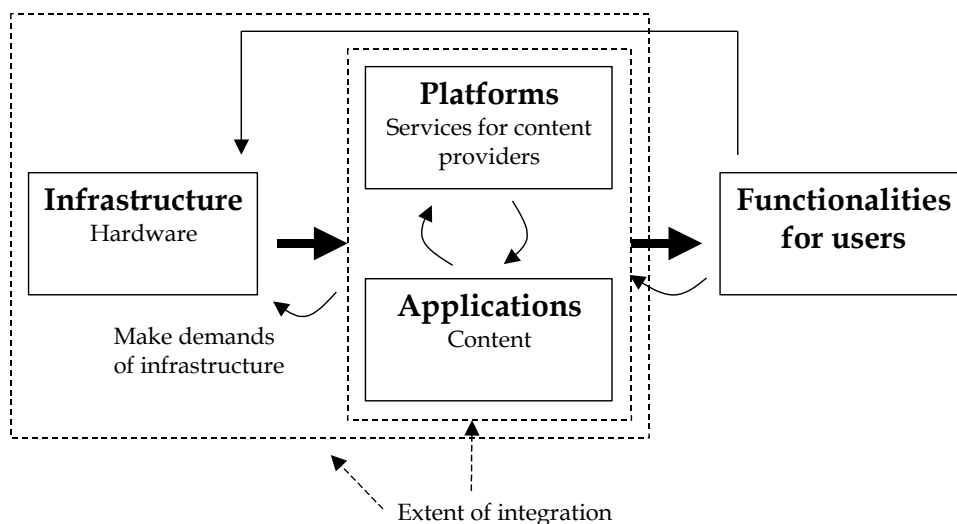 Platforms
Services for content
providers
Infrastructure
Hardware
Functionalities
for users
Applications
Content
Make demands
of infrastructure
Extent of integration